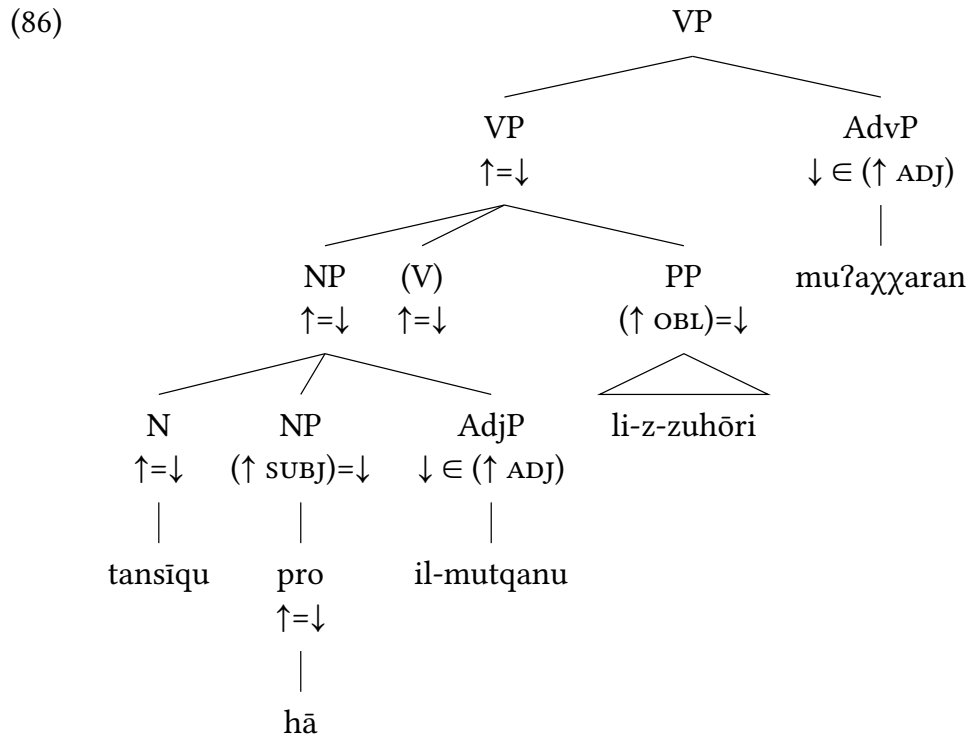 (86) VP
VP AdvP
↑=↓ ↓ ∈ (↑ ADJ)
NP (V) PP muʔaχχaran
↑=↓ ↑=↓ (↑ OBL)=↓
N NP AdjP li-z-zuhōri
↑=↓ (↑ SUBJ)=↓ ↓ ∈ (↑ ADJ)
tansīqu pro il-mutqanu
↑=↓
hā